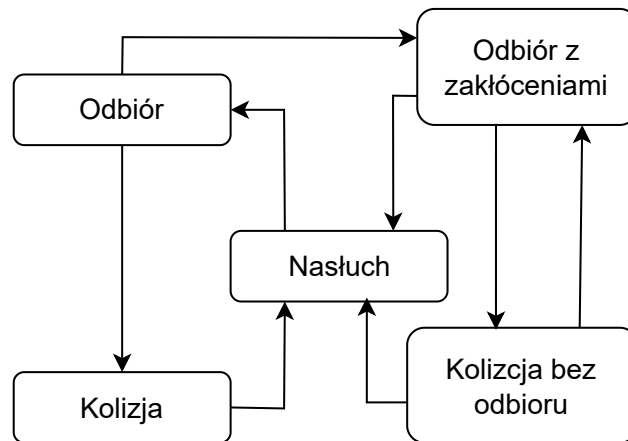 Odbiór z
zakłóceniami
Odbiór
Nasłuch
Kolizcja bez
odbioru
Kolizja